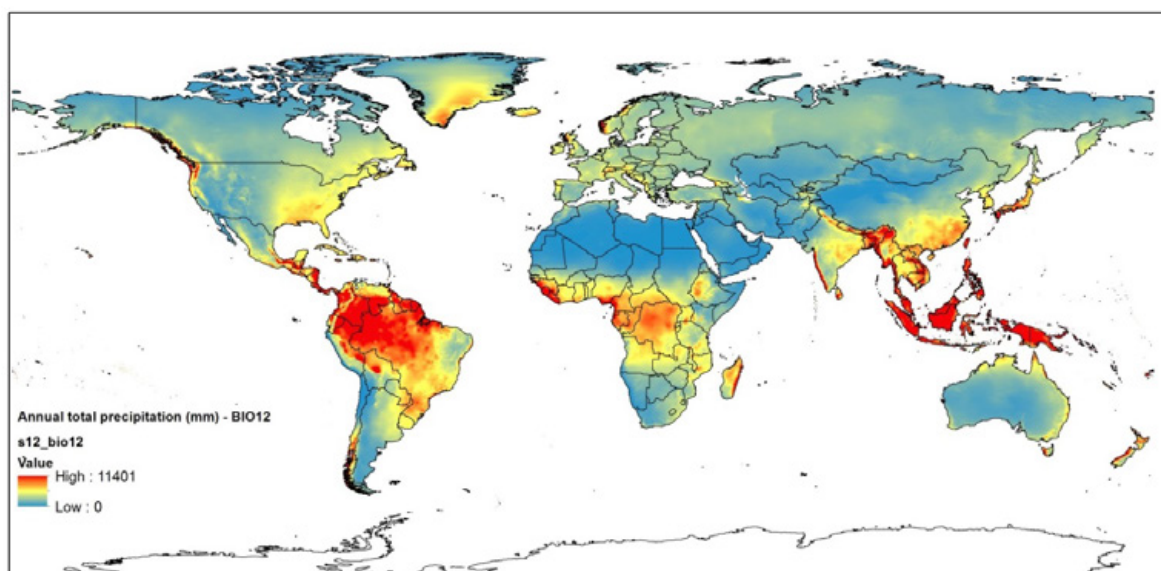 Annual total precipitation (mm) - BIO12
s12_bio12
Value
High : 11401
Low : 0